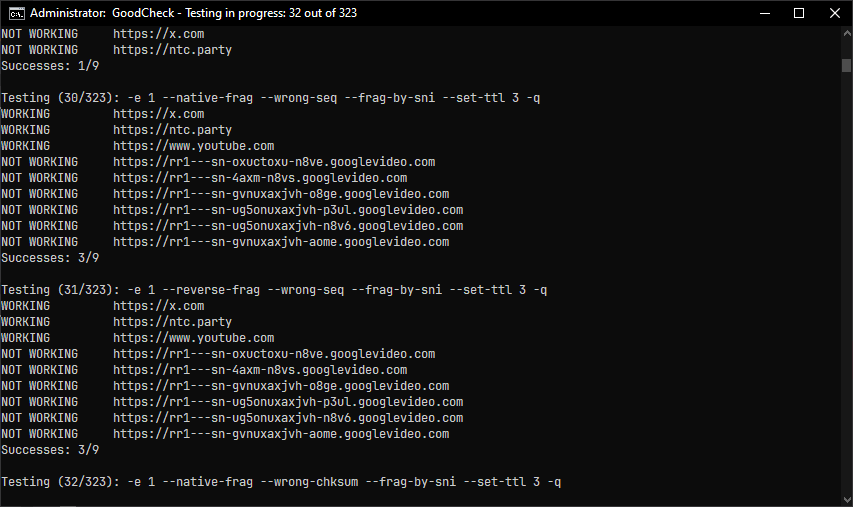 Administrator:  GoodCheck - Testing in progress: 32 out of 323
NOT WORKING     https://x.com
NOT WORKING     https://ntc.party
Successes: 1/9
Testing (30/323): -e 1 --native-frag --wrong-seq --frag-by-sni --set-ttl 3 -q
WORKING         https://x.com
WORKING         https://ntc.party
WORKING         https://www.youtube.com
NOT WORKING     https://rr1---sn-oxuctoxu-n8ve.googlevideo.com
NOT WORKING     https://rr1---sn-4axm-n8vs.googlevideo.com
NOT WORKING     https://rr1---sn-gvnuxaxjvh-o8ge.googlevideo.com
NOT WORKING     https://rr1---sn-ug5onuxaxjvh-p3ul.googlevideo.com
NOT WORKING     https://rr1---sn-ug5onuxaxjvh-n8v6.googlevideo.com
NOT WORKING     https://rr1---sn-gvnuxaxjvh-aome.googlevideo.com
Successes: 3/9
Testing (31/323): -e 1 --reverse-frag --wrong-seq --frag-by-sni --set-ttl 3 -q
WORKING         https://x.com
WORKING         https://ntc.party
WORKING         https://www.youtube.com
NOT WORKING     https://rr1---sn-oxuctoxu-n8ve.googlevideo.com
NOT WORKING     https://rr1---sn-4axm-n8vs.googlevideo.com
NOT WORKING     https://rr1---sn-gvnuxaxjvh-o8ge.googlevideo.com
NOT WORKING     https://rr1---sn-ug5onuxaxjvh-p3ul.googlevideo.com
NOT WORKING     https://rr1---sn-ug5onuxaxjvh-n8v6.googlevideo.com
NOT WORKING     https://rr1---sn-gvnuxaxjvh-aome.googlevideo.com
Successes: 3/9
Testing (32/323): -e 1 --native-frag --wrong-chksum --frag-by-sni --set-ttl 3 -q